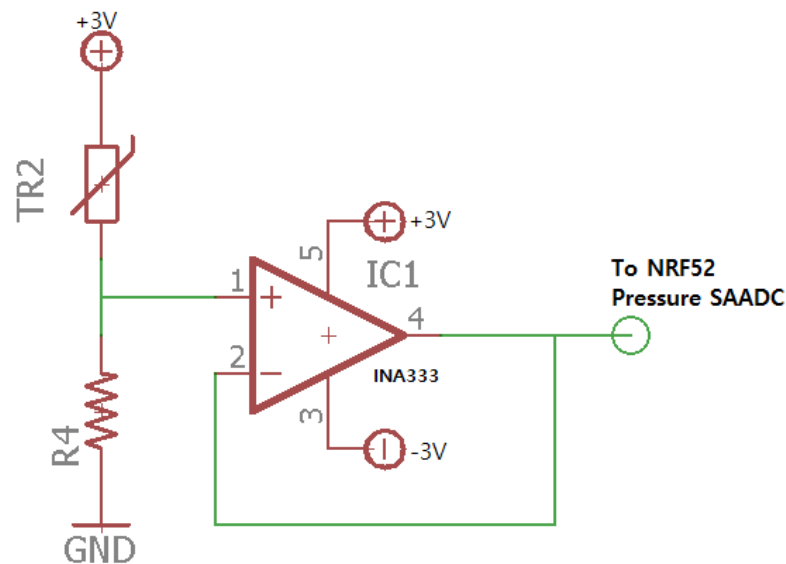 +3V
TR2
5
+3V
IC1
1
2
4
3
INA333
-3V
To NRF52
Pressure SAADC
R4
GND